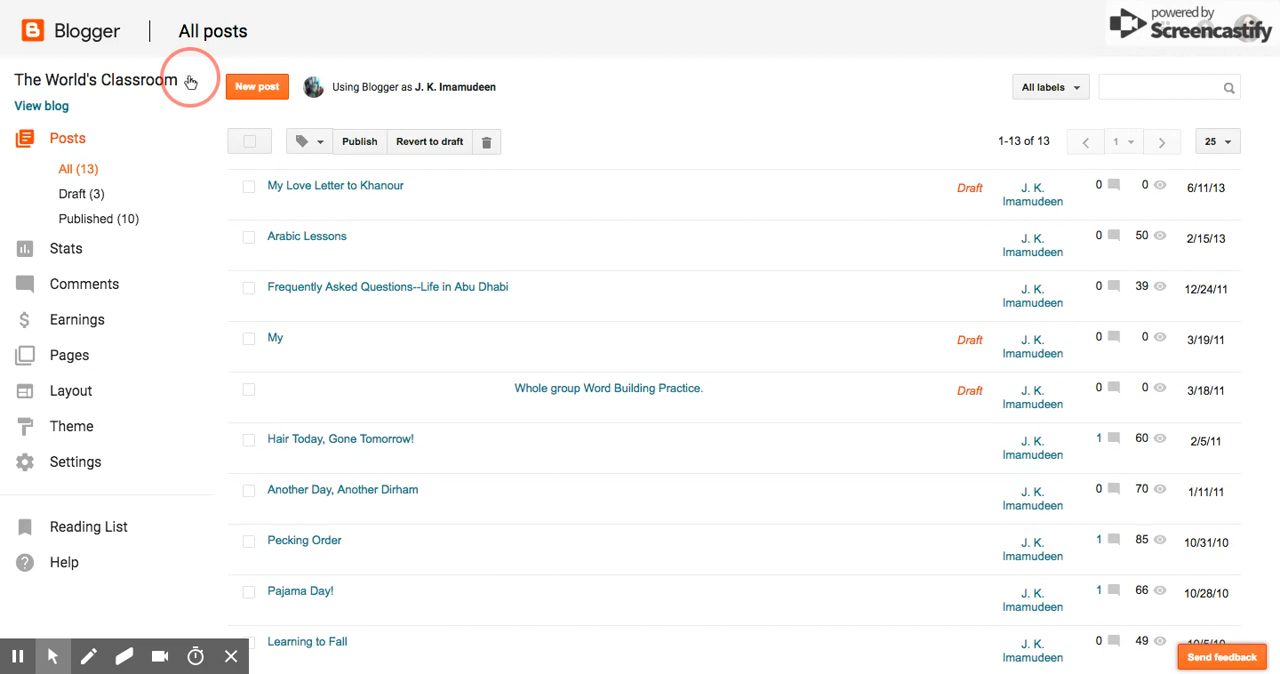 Blogger
All posts
powered by
Screencastify
The World's Classroom
New post
Using Blogger as J. K. Imamudeen
All labels
View blog
Posts
Publish
Revert to draft
1-13 of 13
1
25
All (13)
Draft (3)
Published (10)
Stats
Comments
Earnings
Pages
Layout
Theme
Settings
Reading List
Help
My Love Letter to Khanour
Draft
J. K.
Imamudeen
0
0
6/11/13
Arabic Lessons
J. K.
Imamudeen
0
50
2/15/13
Frequently Asked Questions--Life in Abu Dhabi
J. K.
Imamudeen
0
39
12/24/11
My
Draft
J. K.
Imamudeen
0
0
3/19/11
Whole group Word Building Practice.
Draft
J. K.
Imamudeen
0
0
3/18/11
Hair Today, Gone Tomorrow!
J. K.
Imamudeen
1
60
2/5/11
Another Day, Another Dirham
J. K.
Imamudeen
0
70
1/11/11
Pecking Order
J. K.
Imamudeen
1
85
10/31/10
Pajama Day!
J. K.
Imamudeen
1
66
10/28/10
Learning to Fall
J. K.
Imamudeen
0
49
Send feedback